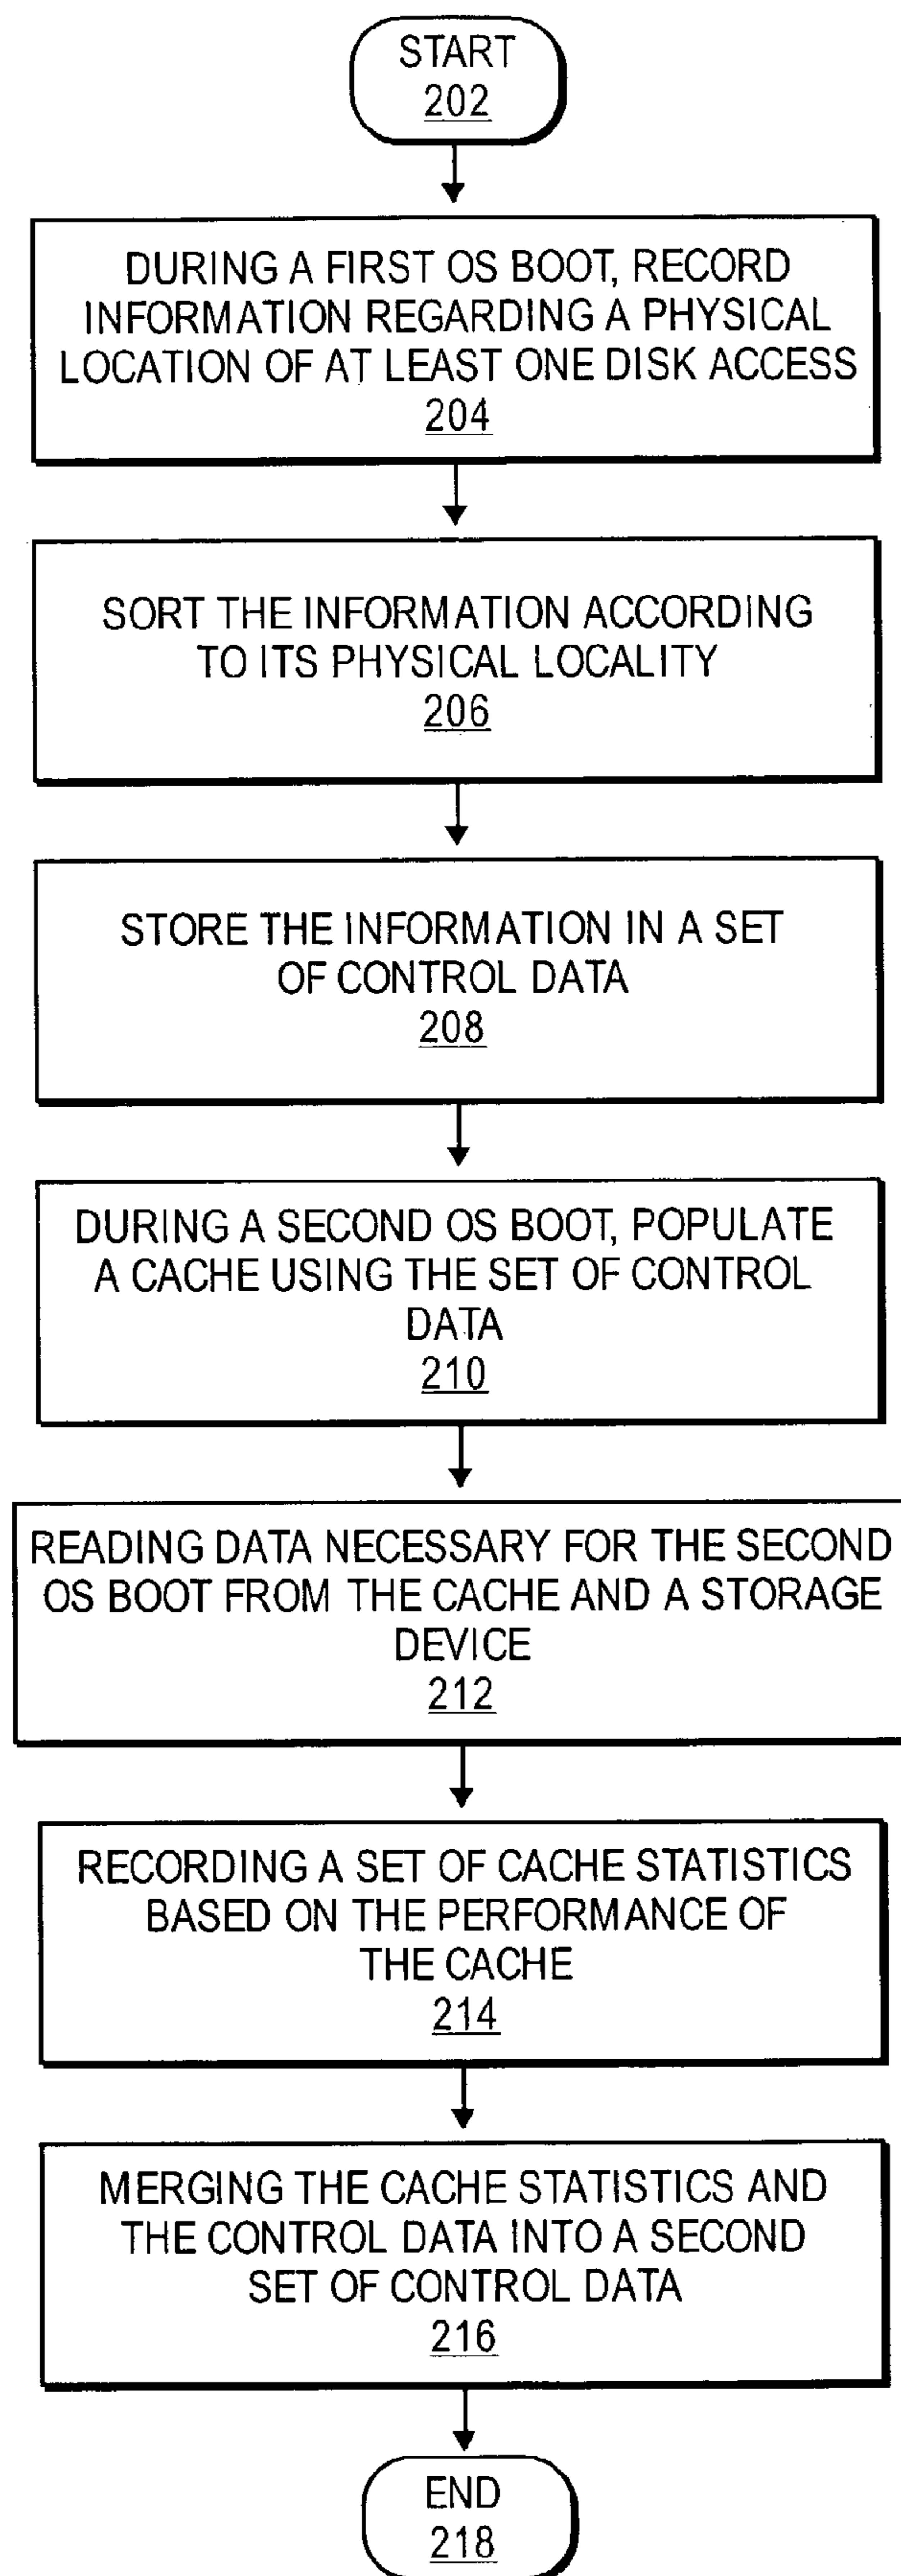 START
202
DURING A FIRST OS BOOT, RECORD
INFORMATION REGARDING A PHYSICAL
LOCATION OF AT LEAST ONE DISK ACCESS
204
SORT THE INFORMATION ACCORDING
TO ITS PHYSICAL LOCALITY
206
STORE THE INFORMATION IN A SET
OF CONTROL DATA
208
DURING A SECOND OS BOOT, POPULATE
A CACHE USING THE SET OF CONTROL
DATA
210
READING DATA NECESSARY FOR THE SECOND
OS BOOT FROM THE CACHE AND A STORAGE
DEVICE
212
RECORDING A SET OF CACHE STATISTICS
BASED ON THE PERFORMANCE OF
THE CACHE
214
MERGING THE CACHE STATISTICS AND
THE CONTROL DATA INTO A SECOND
SET OF CONTROL DATA
216
END
218